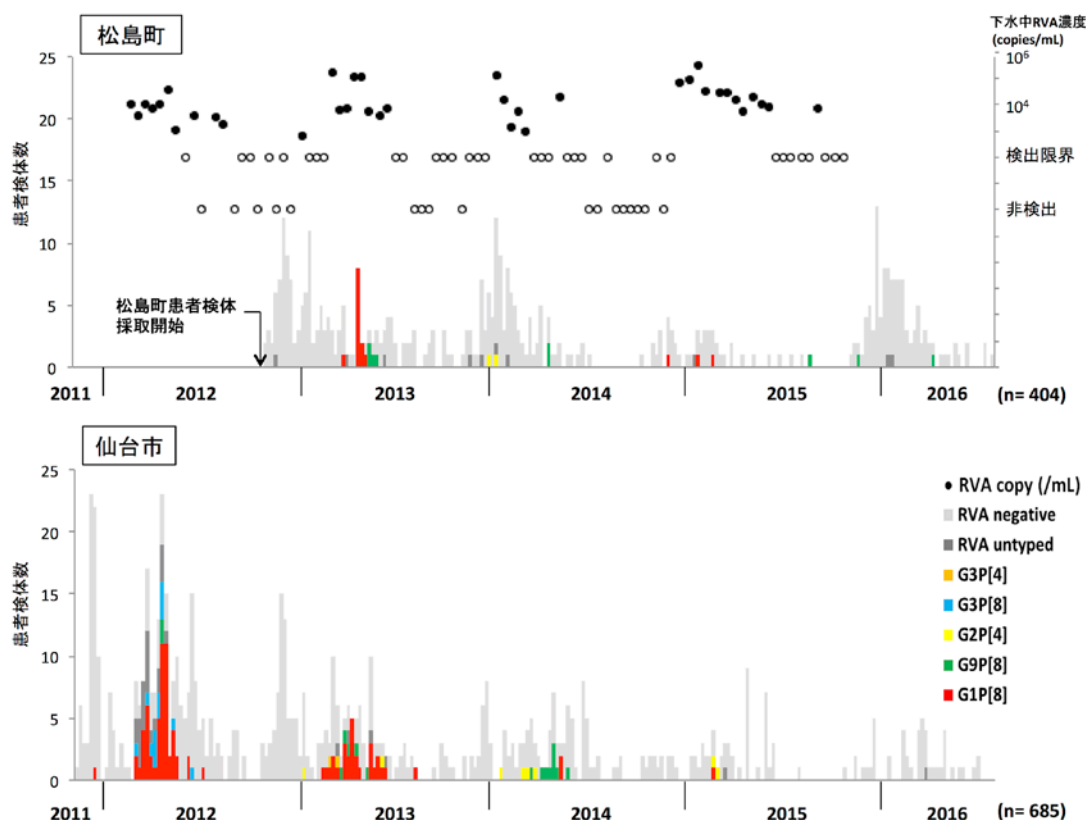 松島町
下水中RVA濃度
(copies/mL)
患者検体数
25
20
15
10
5
0
10⁶
10⁴
検出限界
非検出
松島町患者検体
採取開始
2011 2012 2013 2014 2015 2016 (n= 404)
仙台市
患者検体数
25
20
15
10
5
0
RVA copy (/mL)
RVA negative
RVA untyped
G3P[4]
G3P[8]
G2P[4]
G9P[8]
G1P[8]
2011 2012 2013 2014 2015 2016 (n= 685)